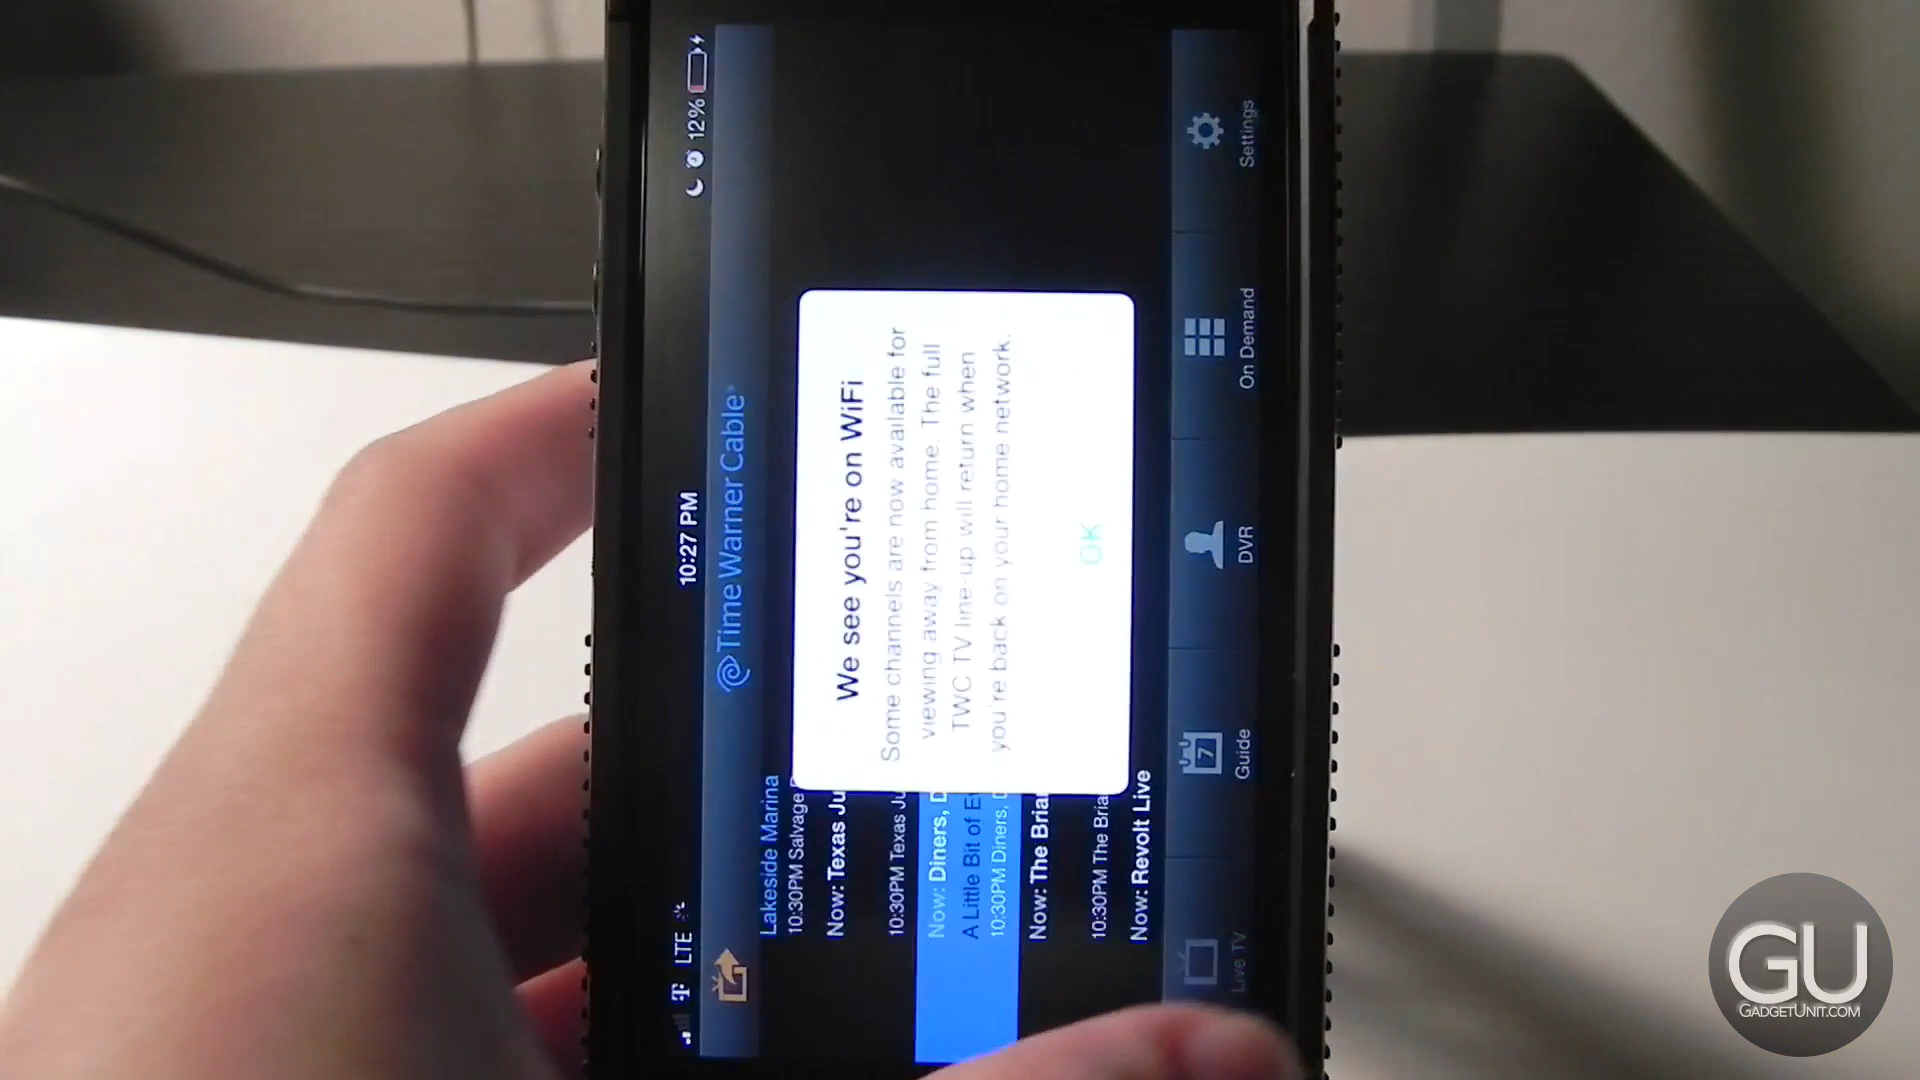 T LTE
10:27 PM
12%
Time Warner Cable
Lakeside Marina
10:30PM Salvage
Now: Texas Ju
10:30PM Texas Ju
Now: Diners, D
A Little Bit of E
10:30PM Diners, D
Now: The Bria
10:30PM The Bria
Now: Revolt Live
We see you're on WiFi
Some channels are now available for
viewing away from home. The full
TWC TV line-up will return when
you're back on your home network.
OK
Live TV
7
Guide
DVR
On Demand
Settings
GU
GADGETUNIT.COM